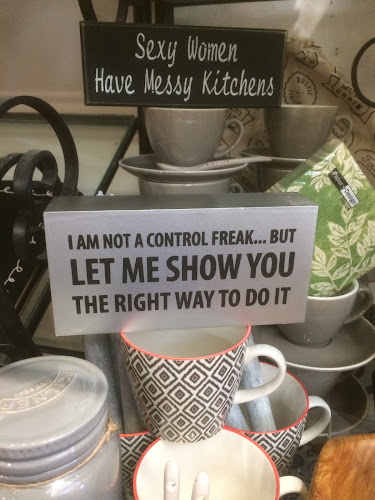 Sexy Women
Have Messy Kitchens
I AM NOT A CONTROL FREAK... BUT
LET ME SHOW YOU
THE RIGHT WAY TO DO IT